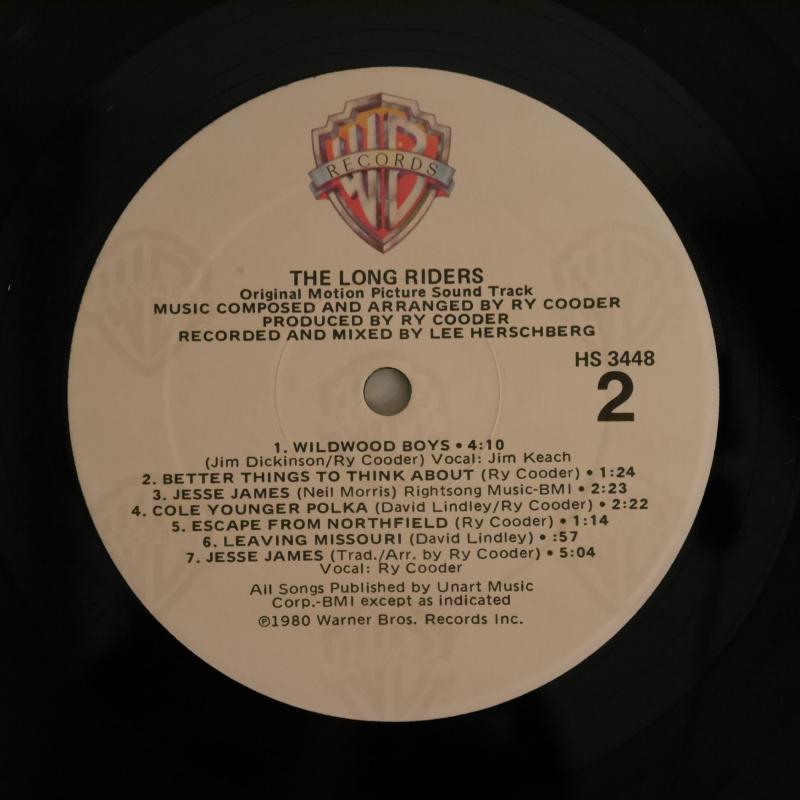 RECORDS
THE LONG RIDERS
Original Motion Picture Sound Track
MUSIC COMPOSED AND ARRANGED BY RY COODER
PRODUCED BY RY COODER
RECORDED AND MIXED BY LEE HERSCHBERG
HS 3448
2
1. WILDWOOD BOYS • 4:10
(Jim Dickinson/Ry Cooder) Vocal: Jim Keach
2. BETTER THINGS TO THINK ABOUT (Ry Cooder) • 1:24
3. JESSE JAMES (Neil Morris) Rightsong Music-BMI • 2:23
4. COLE YOUNGER POLKA (David Lindley/Ry Cooder) • 2:22
5. ESCAPE FROM NORTHFIELD (Ry Cooder) • 1:14
6. LEAVING MISSOURI (David Lindley) • :57
7. JESSE JAMES (Trad./Arr. by Ry Cooder) • 5:04
Vocal: Ry Cooder
All Songs Published by Unart Music
Corp.-BMI except as indicated
℗1980 Warner Bros. Records Inc.